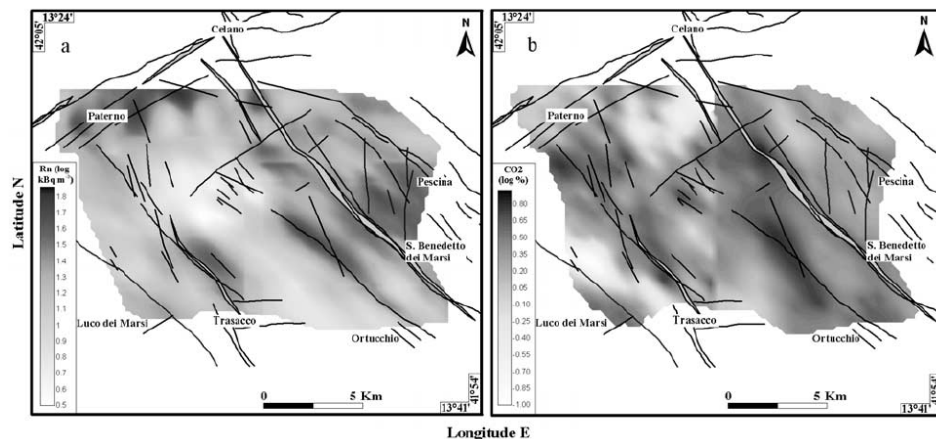 13°24'
42°05'
a
Celano
N
Paterno
Rn (log
kBq m⁻³)
1.8
1.7
1.6
1.5
1.4
1.3
1.2
1.1
1
0.9
0.8
0.7
0.6
0.5
Pescina
S. Benedetto
dei Marsi
Luco dei Marsi
Trasacco
Ortucchio
0 5 Km
41°54'
13°41'
13°24'
42°05'
b
Celano
N
Paterno
CO2
(log %)
0.80
0.65
0.50
0.35
0.20
0.05
-0.10
-0.25
-0.40
-0.55
-0.70
-0.85
-1.00
Pescina
S. Benedetto
dei Marsi
Luco dei Marsi
Trasacco
Ortucchio
0 5 Km
41°54'
13°41'
Latitude N
Longitude E